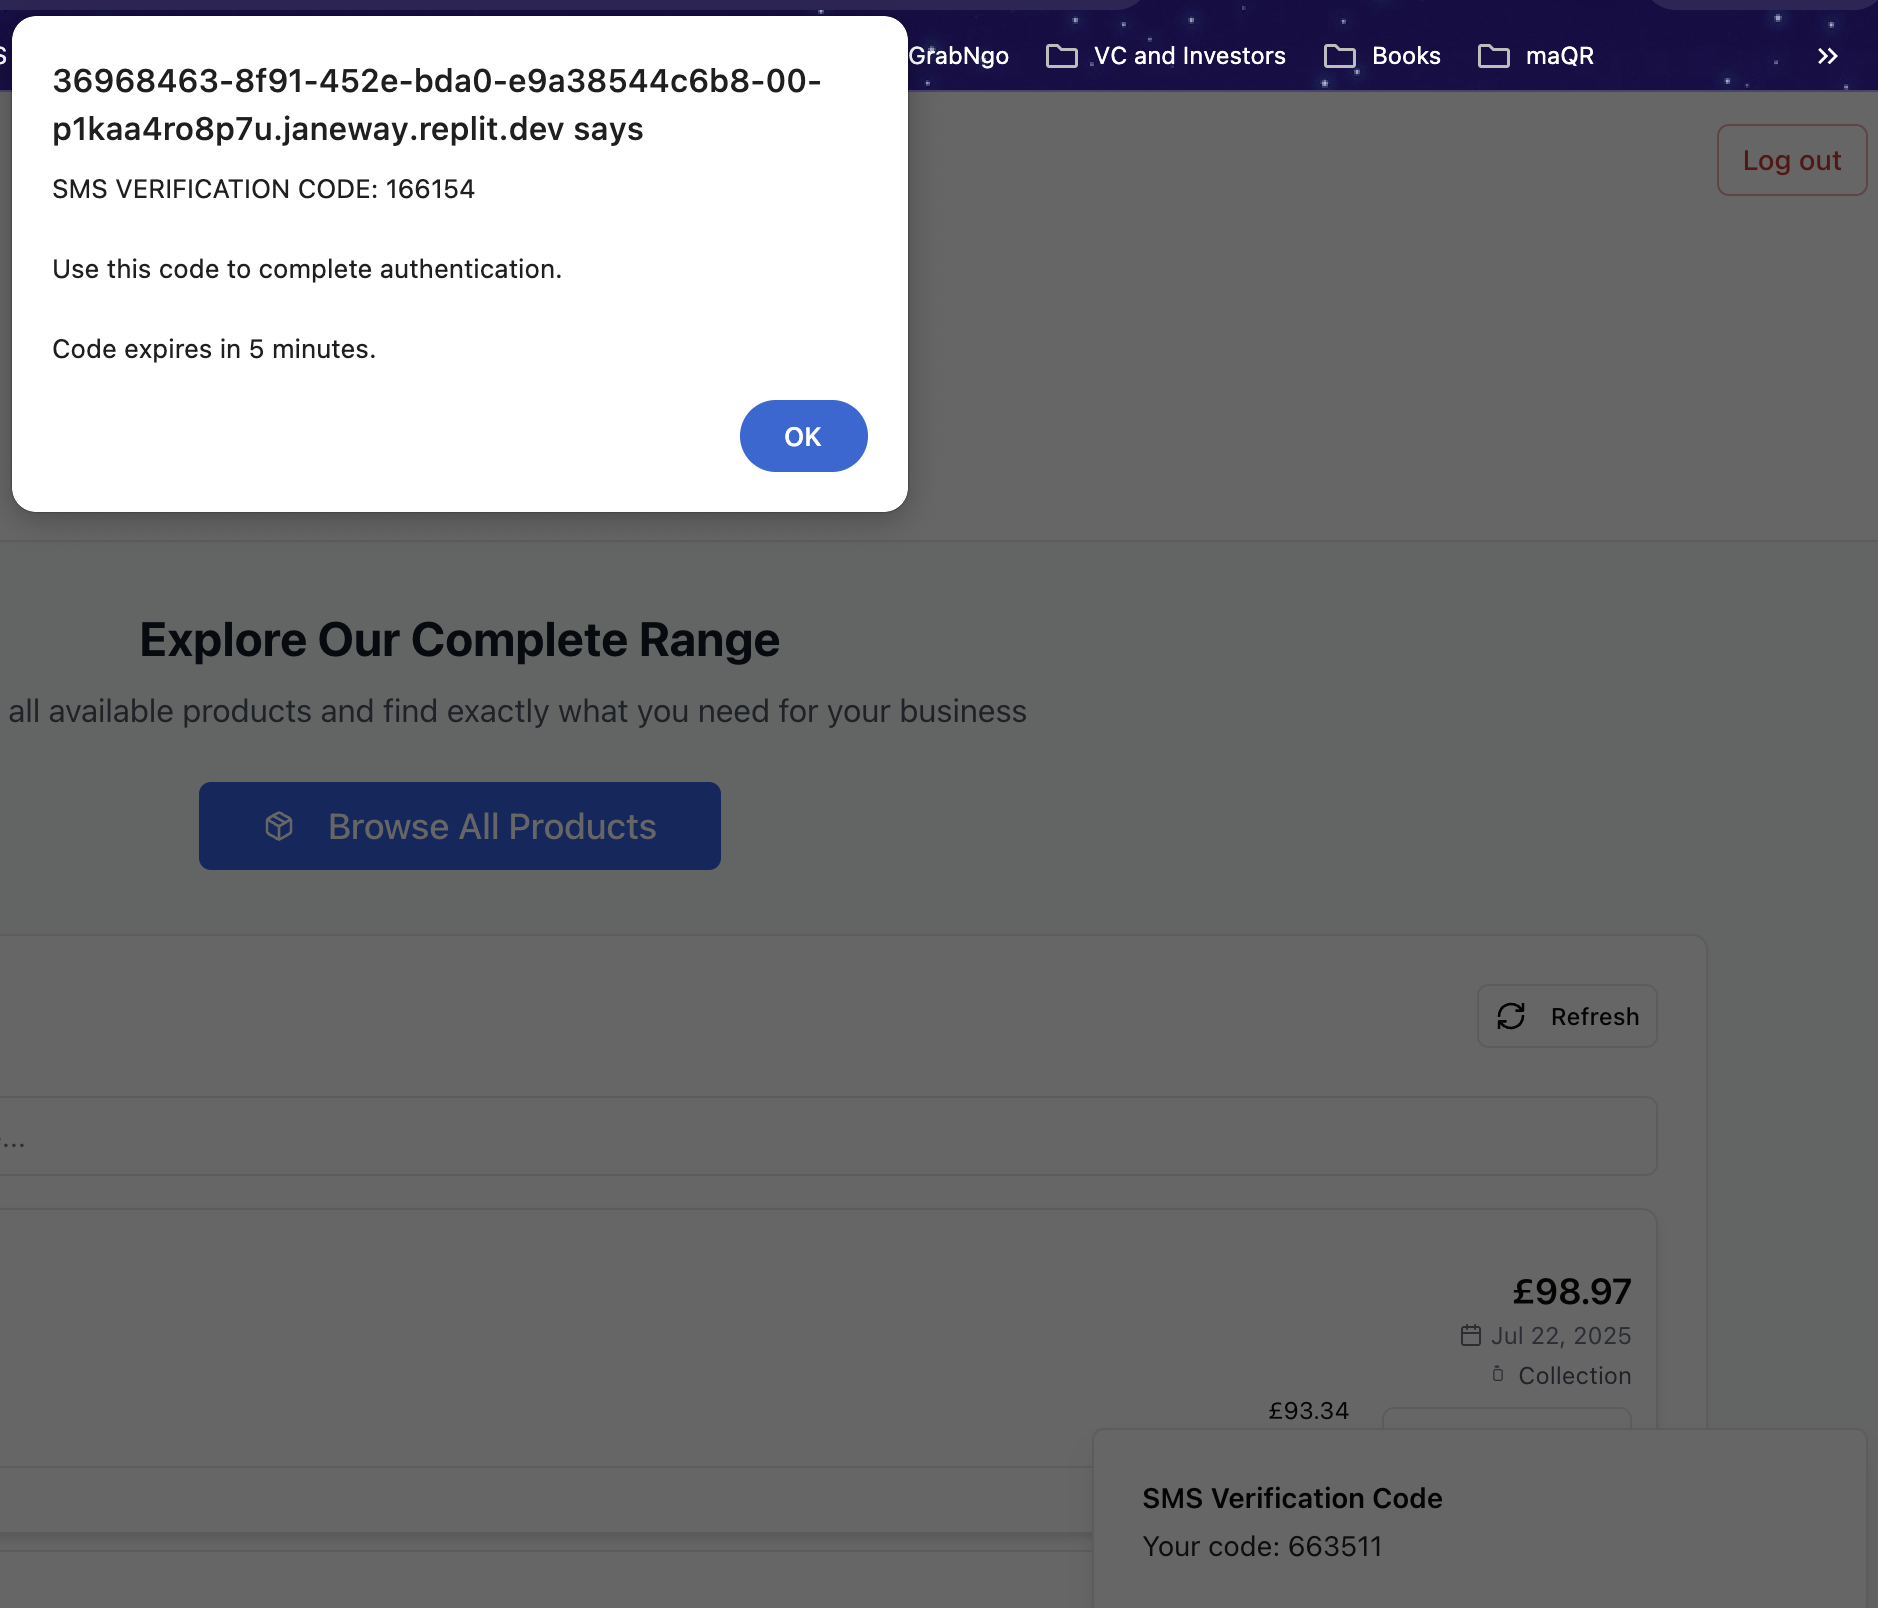 36968463-8f91-452e-bda0-e9a38544c6b8-00-
p1kaa4ro8p7u.janeway.replit.dev says
SMS VERIFICATION CODE: 166154
Use this code to complete authentication.
Code expires in 5 minutes.
OK
GrabNgo
VC and Investors
Books
maQR
Log out
Explore Our Complete Range
all available products and find exactly what you need for your business
Browse All Products
Refresh
...
£98.97
Jul 22, 2025
Collection
£93.34
SMS Verification Code
Your code: 663511